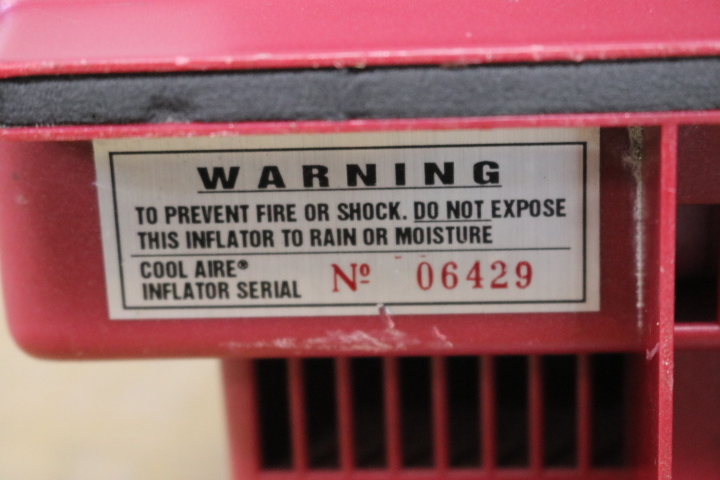 WARNING
TO PREVENT FIRE OR SHOCK. DO NOT EXPOSE
THIS INFLATOR TO RAIN OR MOISTURE
COOL AIRE®
INFLATOR SERIAL Nº 06429